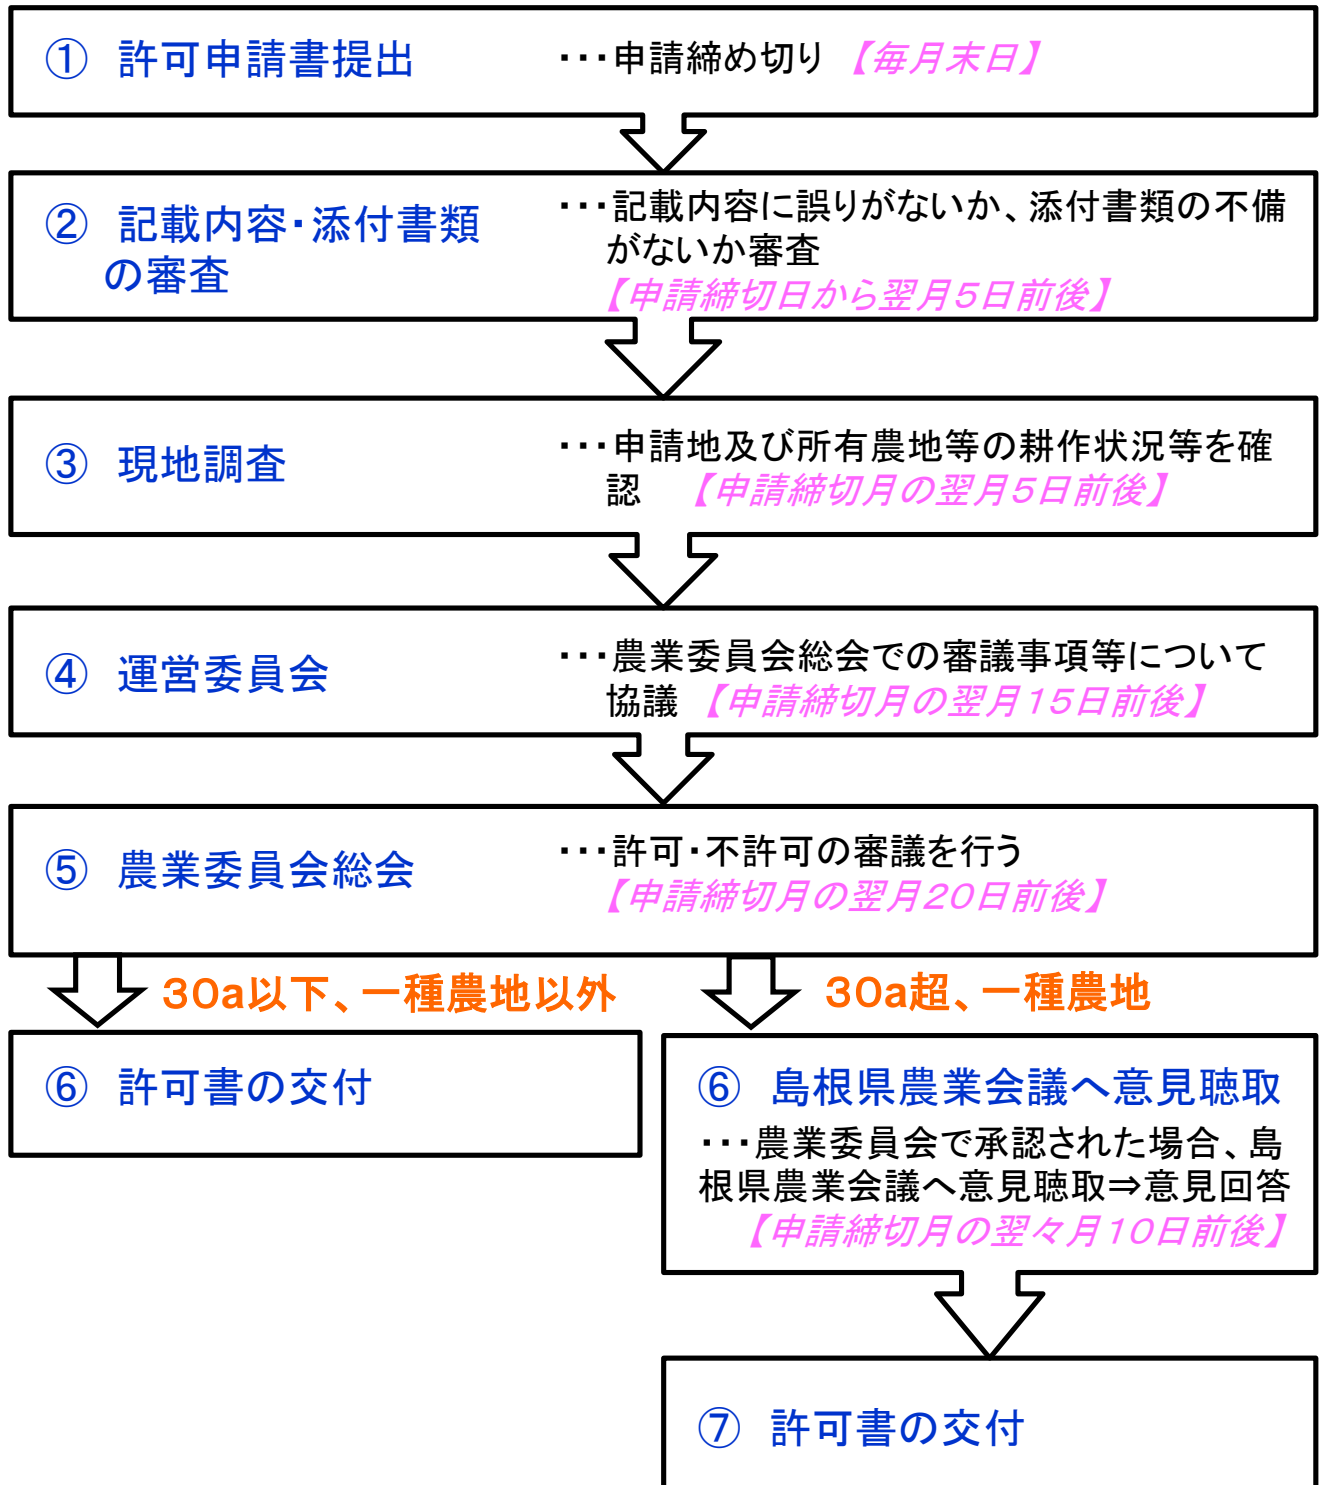 ① 許可申請書提出
・・・申請締め切り 【毎月末日】
② 記載内容・添付書類
の審査
・・・記載内容に誤りがないか、添付書類の不備
がないか審査
【申請締切日から翌月5日前後】
③ 現地調査
・・・申請地及び所有農地等の耕作状況等を確
認 【申請締切月の翌月5日前後】
④ 運営委員会
・・・農業委員会総会での審議事項等について
協議 【申請締切月の翌月15日前後】
⑤ 農業委員会総会
・・・許可・不許可の審議を行う
【申請締切月の翌月20日前後】
30a以下、一種農地以外
30a超、一種農地
⑥ 許可書の交付
⑥ 島根県農業会議へ意見聴取
・・・農業委員会で承認された場合、島
根県農業会議へ意見聴取⇒意見回答
【申請締切月の翌々月10日前後】
⑦ 許可書の交付